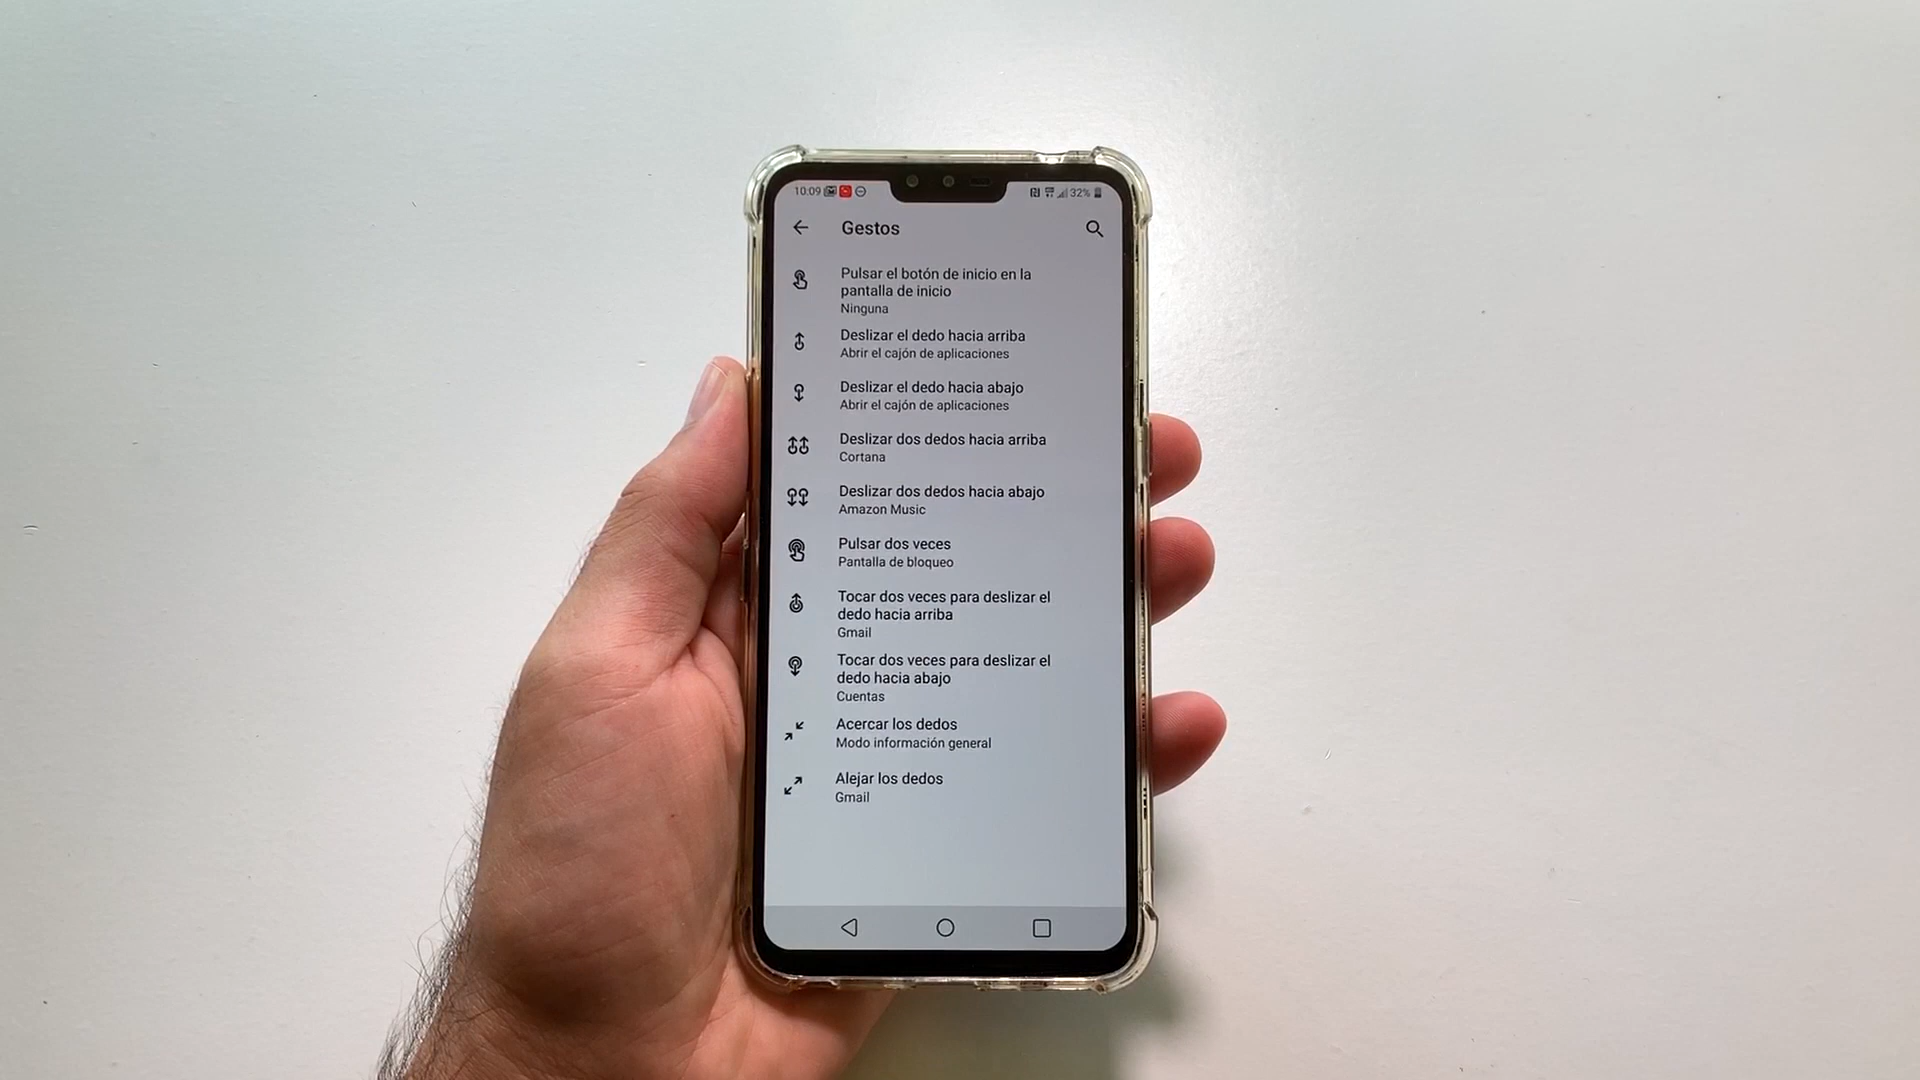 10:09 32%
Gestos
Pulsar el botón de inicio en la
pantalla de inicio
Ninguna
Deslizar el dedo hacia arriba
Abrir el cajón de aplicaciones
Deslizar el dedo hacia abajo
Abrir el cajón de aplicaciones
Deslizar dos dedos hacia arriba
Cortana
Deslizar dos dedos hacia abajo
Amazon Music
Pulsar dos veces
Pantalla de bloqueo
Tocar dos veces para deslizar el
dedo hacia arriba
Gmail
Tocar dos veces para deslizar el
dedo hacia abajo
Cuentas
Acercar los dedos
Modo información general
Alejar los dedos
Gmail